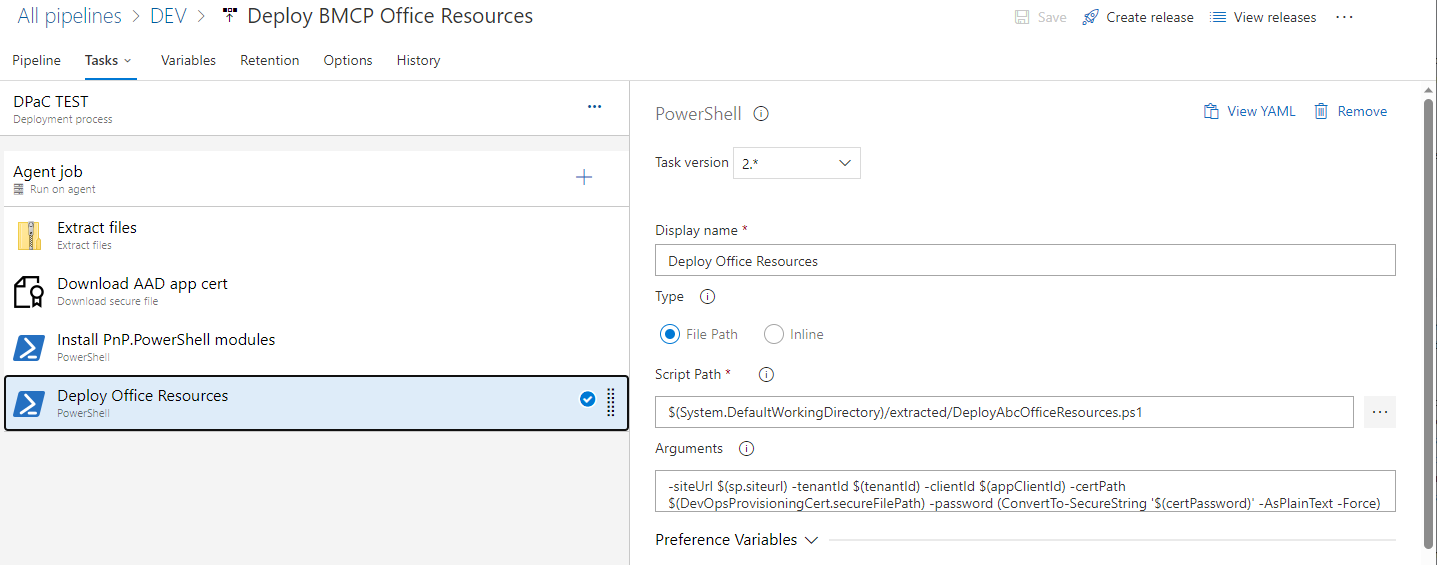 All pipelines > DEV > Deploy BMCP Office Resources
Save Create release View releases ...
Pipeline Tasks Variables Retention Options History
DPaC TEST
...
Deployment process
Agent job
Run on agent
Extract files
Extract files
Download AAD app cert
Download secure file
Install PnP.PowerShell modules
PowerShell
Deploy Office Resources
PowerShell
PowerShell
View YAML Remove
Task version 2.*
Display name *
Deploy Office Resources
Type
File Path Inline
Script Path *
$(System.DefaultWorkingDirectory)/extracted/DeployAbcOfficeResources.ps1
...
Arguments
-siteUrl $(sp.siteurl) -tenantId $(tenantId) -clientId $(appClientId) -certPath
$(DevOpsProvisioningCert.secureFilePath) -password (ConvertTo-SecureString '$(certPassword)' -AsPlainText -Force)
Preference Variables